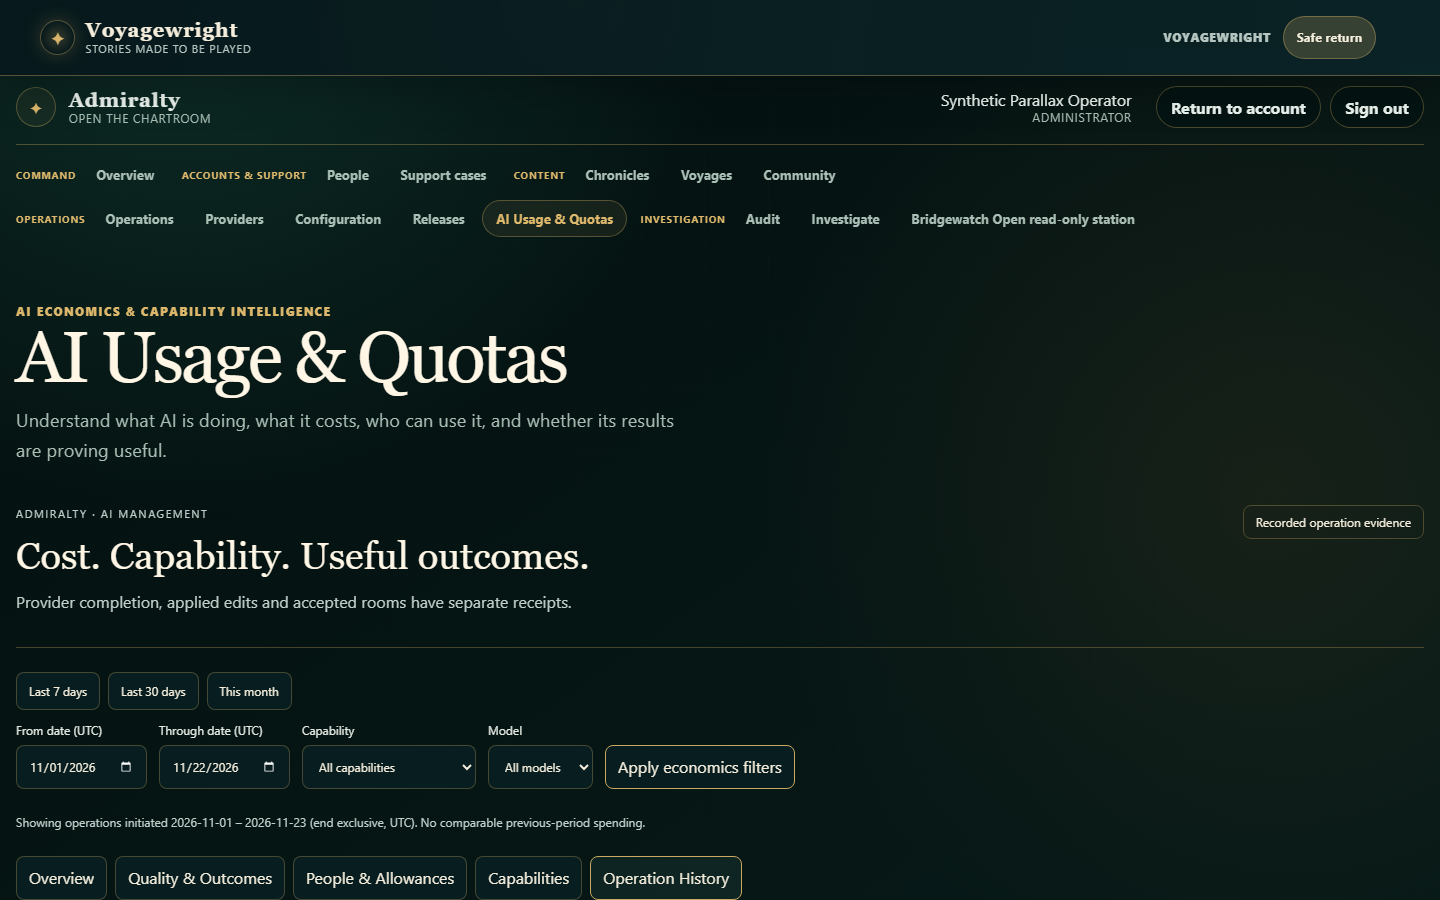 Voyagewright
STORIES MADE TO BE PLAYED
VOYAGEWRIGHT
Safe return
Admiralty
OPEN THE CHARTROOM
Synthetic Parallax Operator
ADMINISTRATOR
Return to account
Sign out
COMMAND Overview ACCOUNTS & SUPPORT People Support cases CONTENT Chronicles Voyages Community
OPERATIONS Operations Providers Configuration Releases AI Usage & Quotas INVESTIGATION Audit Investigate Bridgewatch Open read-only station
AI ECONOMICS & CAPABILITY INTELLIGENCE
AI Usage & Quotas
Understand what AI is doing, what it costs, who can use it, and whether its results
are proving useful.
ADMIRALTY · AI MANAGEMENT
Recorded operation evidence
Cost. Capability. Useful outcomes.
Provider completion, applied edits and accepted rooms have separate receipts.
Last 7 days Last 30 days This month
From date (UTC) Through date (UTC) Capability Model
11/01/2026 11/22/2026 All capabilities All models Apply economics filters
Showing operations initiated 2026-11-01 – 2026-11-23 (end exclusive, UTC). No comparable previous-period spending.
Overview Quality & Outcomes People & Allowances Capabilities Operation History